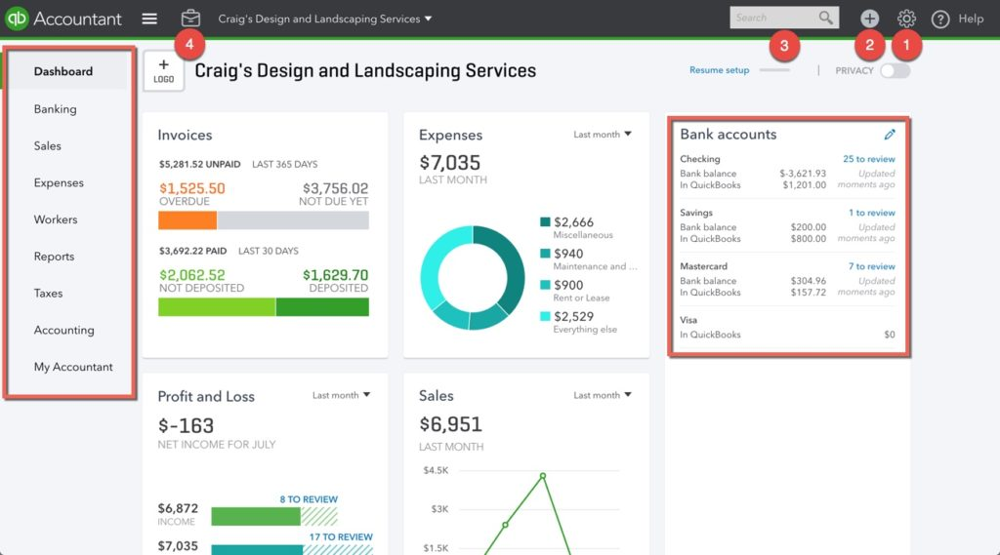 qb Accountant
Craig's Design and Landscaping Services
Search
Help
4
3
2
1
Dashboard
Banking
Sales
Expenses
Workers
Reports
Taxes
Accounting
My Accountant
+
LOGO
Craig's Design and Landscaping Services
Resume setup
PRIVACY
Invoices
$5,281.52 UNPAID LAST 365 DAYS
$1,525.50 $3,756.02
OVERDUE NOT DUE YET
$3,692.22 PAID LAST 30 DAYS
$2,062.52 $1,629.70
NOT DEPOSITED DEPOSITED
Expenses Last month
$7,035
LAST MONTH
$2,666
Miscellaneous
$940
Maintenance and ...
$900
Rent or Lease
$2,529
Everything else
Bank accounts
Checking 25 to review
Bank balance $-3,621.93 Updated
In QuickBooks $1,201.00 moments ago
Savings 1 to review
Bank balance $200.00 Updated
In QuickBooks $800.00 moments ago
Mastercard 7 to review
Bank balance $304.96 Updated
In QuickBooks $157.72 moments ago
Visa
In QuickBooks $0
Profit and Loss Last month
$-163
NET INCOME FOR JULY
8 TO REVIEW
$6,872
INCOME
17 TO REVIEW
$7,035
Sales Last month
$6,951
LAST MONTH
$4.5K
$3K
$1.5K